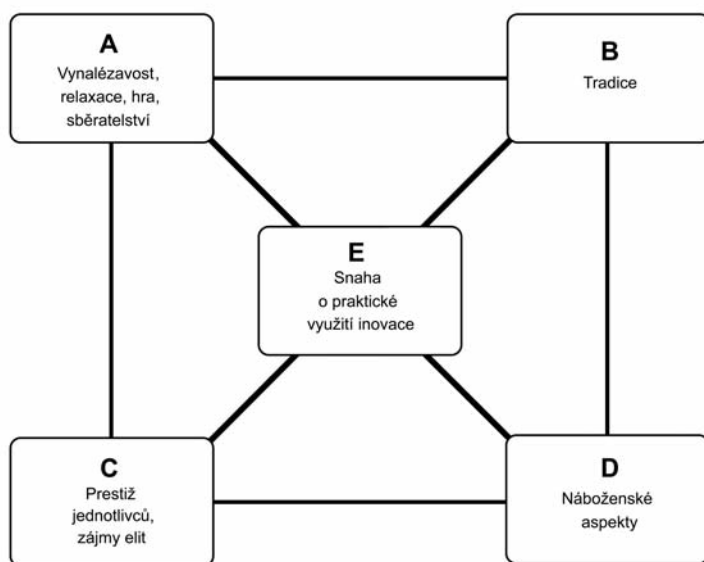 A
Vynalézavost,
relaxace, hra,
sběratelství
B
Tradice
E
Snaha
o praktické
využití inovace
C
Prestiž
jednotlivců,
zájmy elit
D
Náboženské
aspekty